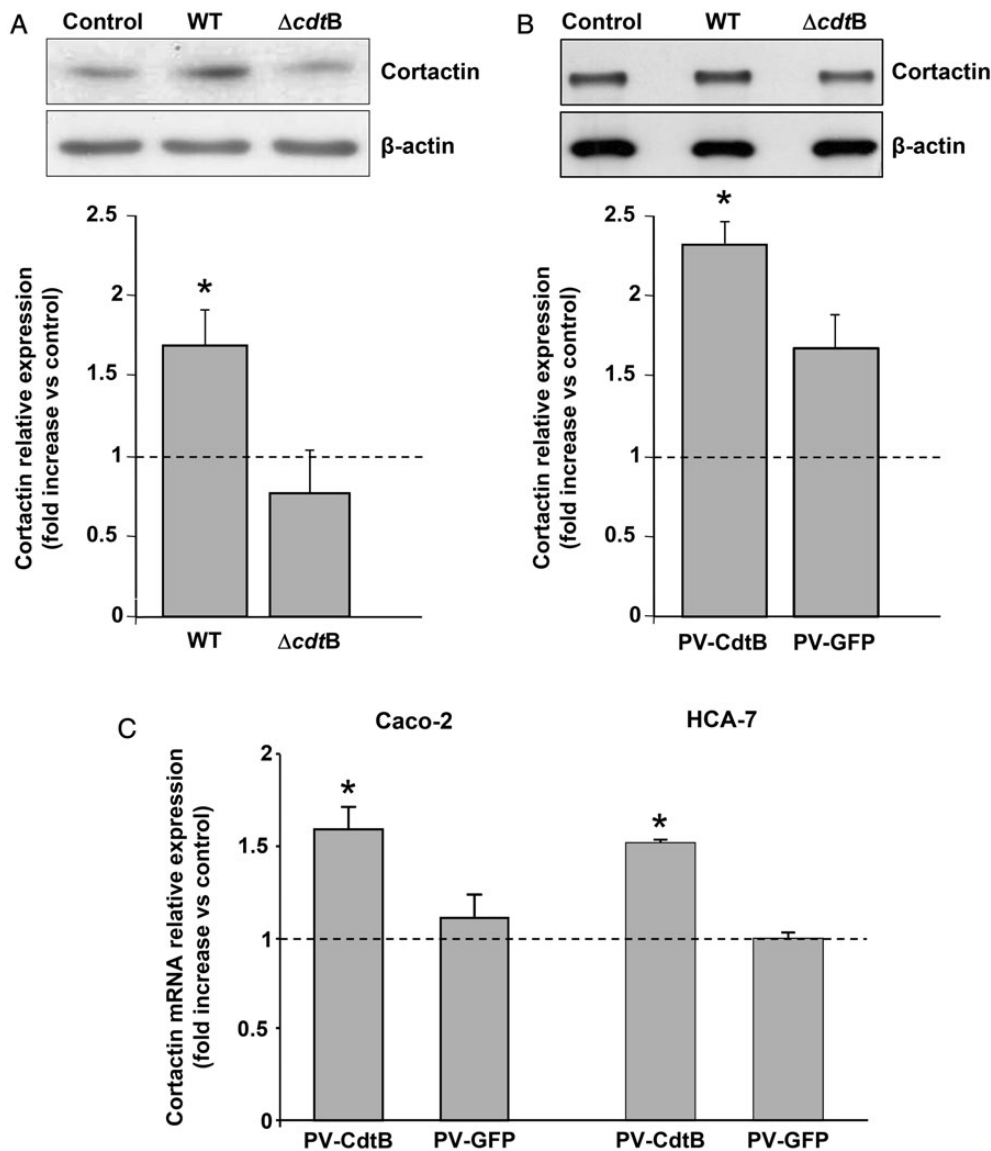 A
Control WT ΔcdtB
Cortactin
β-actin
Cortactin relative expression
(fold increase vs control)
2.5
2
1.5
1
0.5
0
*
WT ΔcdtB
B
Control WT ΔcdtB
Cortactin
β-actin
Cortactin relative expression
(fold increase vs control)
2.5
2
1.5
1
0.5
0
*
PV-CdtB PV-GFP
C
Caco-2 HCA-7
Cortactin mRNA relative expression
(fold increase vs control)
2
1.5
1
0.5
0
* *
PV-CdtB PV-GFP PV-CdtB PV-GFP